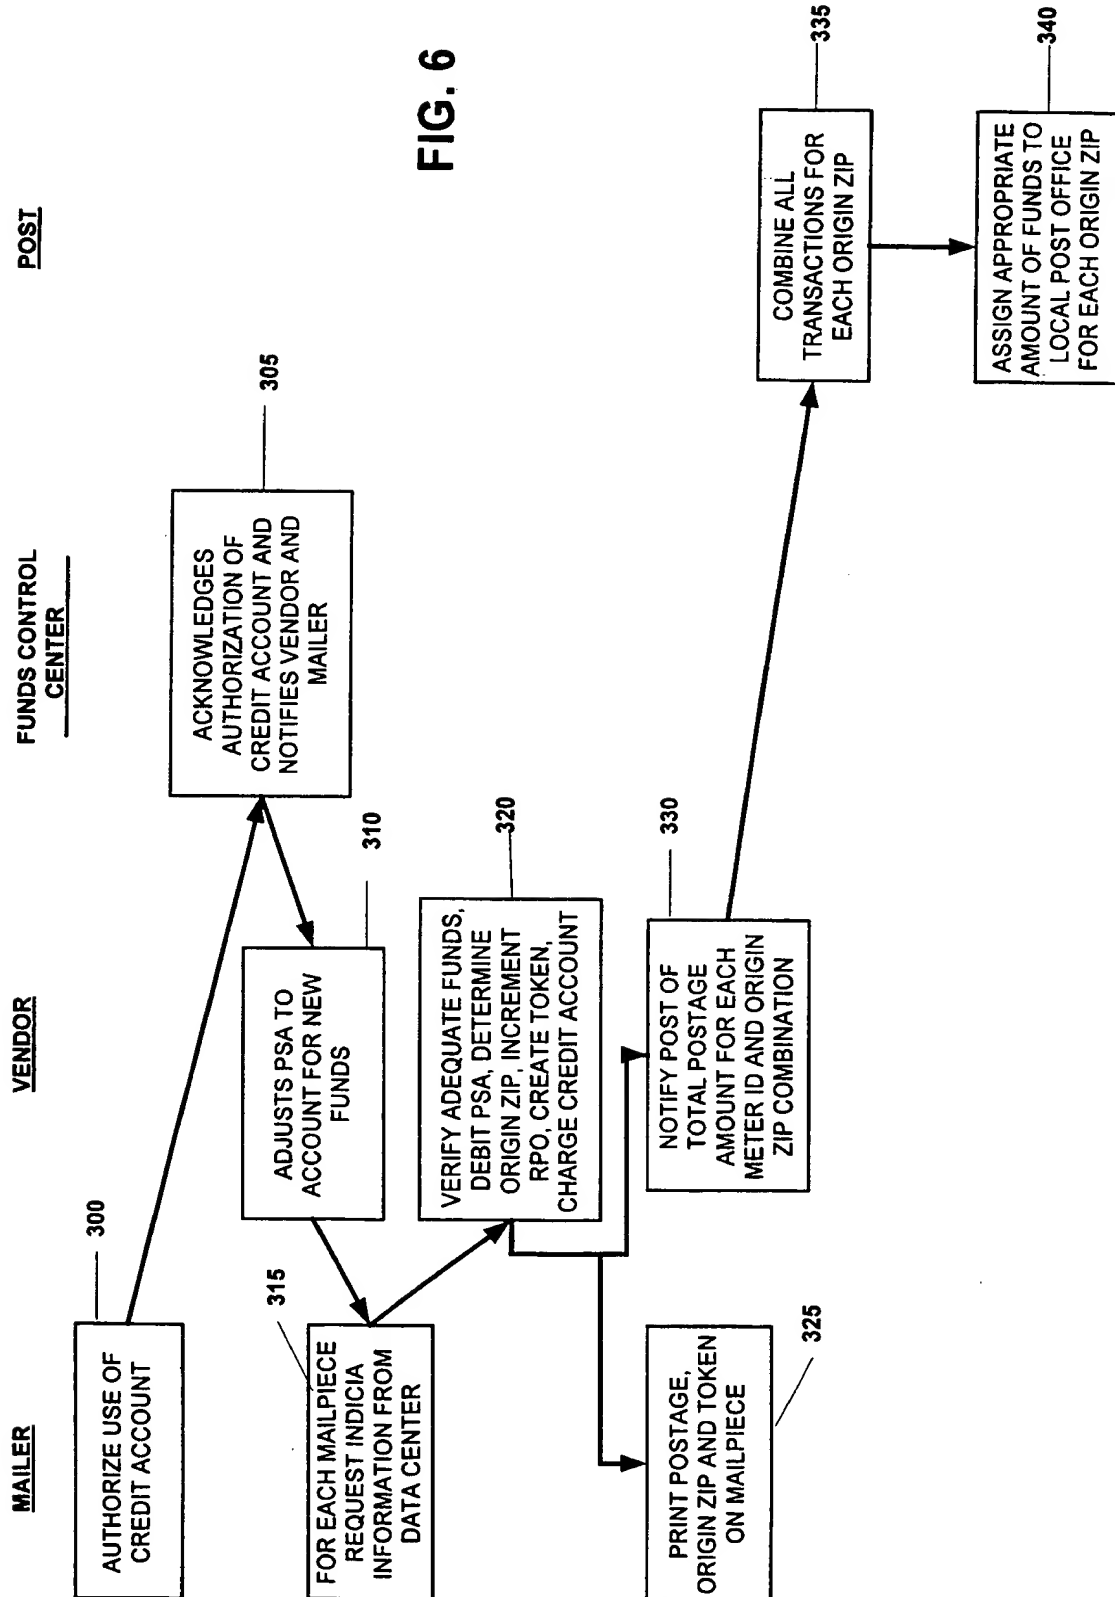 MAILER
VENDOR
FUNDS CONTROL
CENTER
POST
AUTHORIZE USE OF
CREDIT ACCOUNT
300
ACKNOWLEDGES
AUTHORIZATION OF
CREDIT ACCOUNT AND
NOTIFIES VENDOR AND
MAILER
305
ADJUSTS PSA TO
ACCOUNT FOR NEW
FUNDS
310
FOR EACH MAILPIECE
REQUEST INDICIA
INFORMATION FROM
DATA CENTER
315
VERIFY ADEQUATE FUNDS,
DEBIT PSA, DETERMINE
ORIGIN ZIP, INCREMENT
RPO, CREATE TOKEN,
CHARGE CREDIT ACCOUNT
320
PRINT POSTAGE,
ORIGIN ZIP AND TOKEN
ON MAILPIECE
325
NOTIFY POST OF
TOTAL POSTAGE
AMOUNT FOR EACH
METER ID AND ORIGIN
ZIP COMBINATION
330
COMBINE ALL
TRANSACTIONS FOR
EACH ORIGIN ZIP
335
ASSIGN APPROPRIATE
AMOUNT OF FUNDS TO
LOCAL POST OFFICE
FOR EACH ORIGIN ZIP
340
FIG. 6